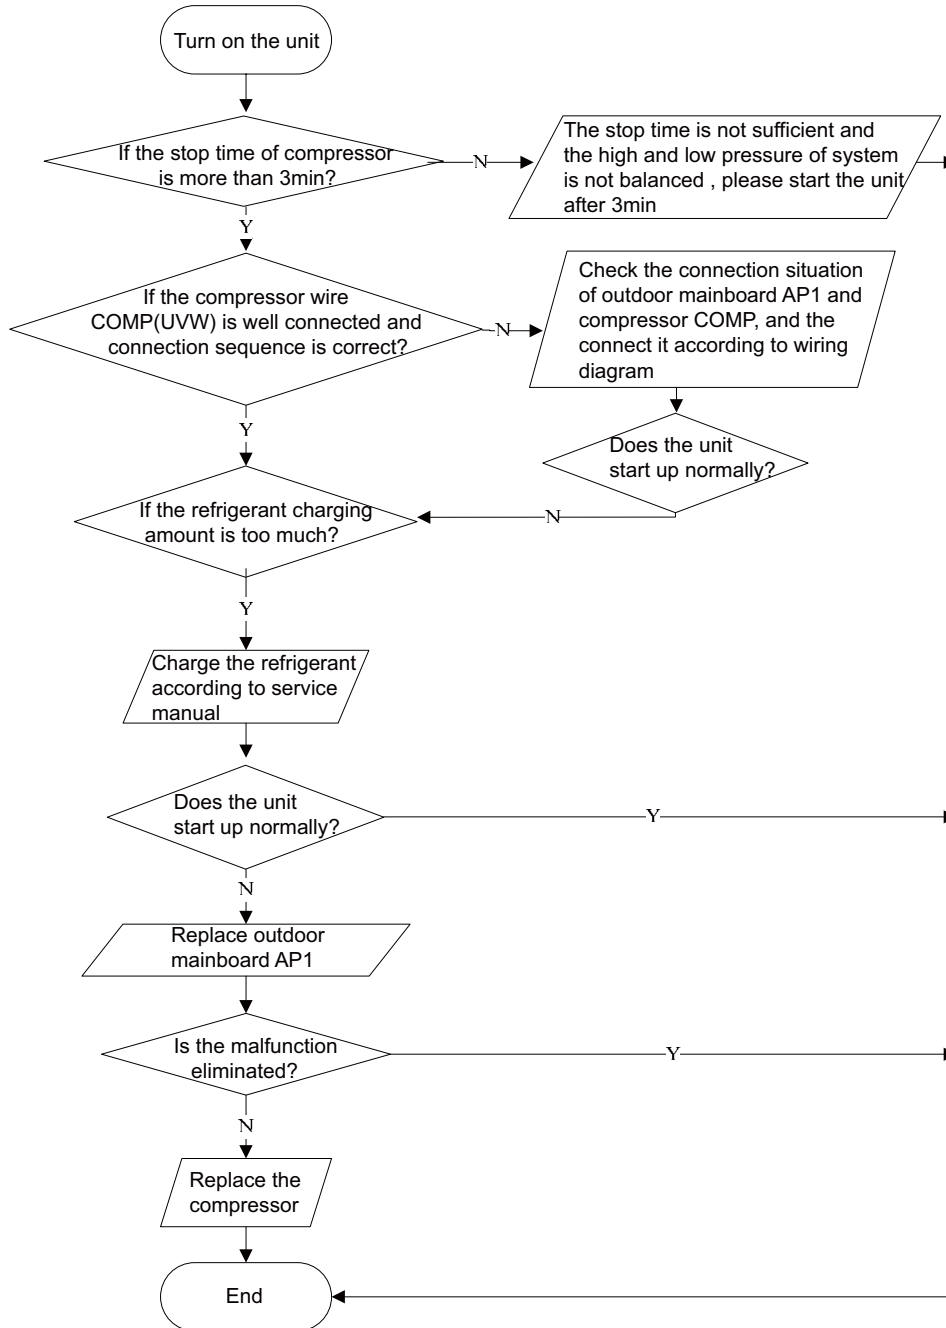 Turn on the unit
If the stop time of compressor
is more than 3min?
N
The stop time is not sufficient and
the high and low pressure of system
is not balanced , please start the unit
after 3min
Y
If the compressor wire
COMP(UVW) is well connected and
connection sequence is correct?
N
Check the connection situation
of outdoor mainboard AP1 and
compressor COMP, and the
connect it according to wiring
diagram
Y
Does the unit
start up normally?
N
If the refrigerant charging
amount is too much?
Y
Charge the refrigerant
according to service
manual
Does the unit
start up normally?
Y
N
Replace outdoor
mainboard AP1
Is the malfunction
eliminated?
Y
N
Replace the
compressor
End